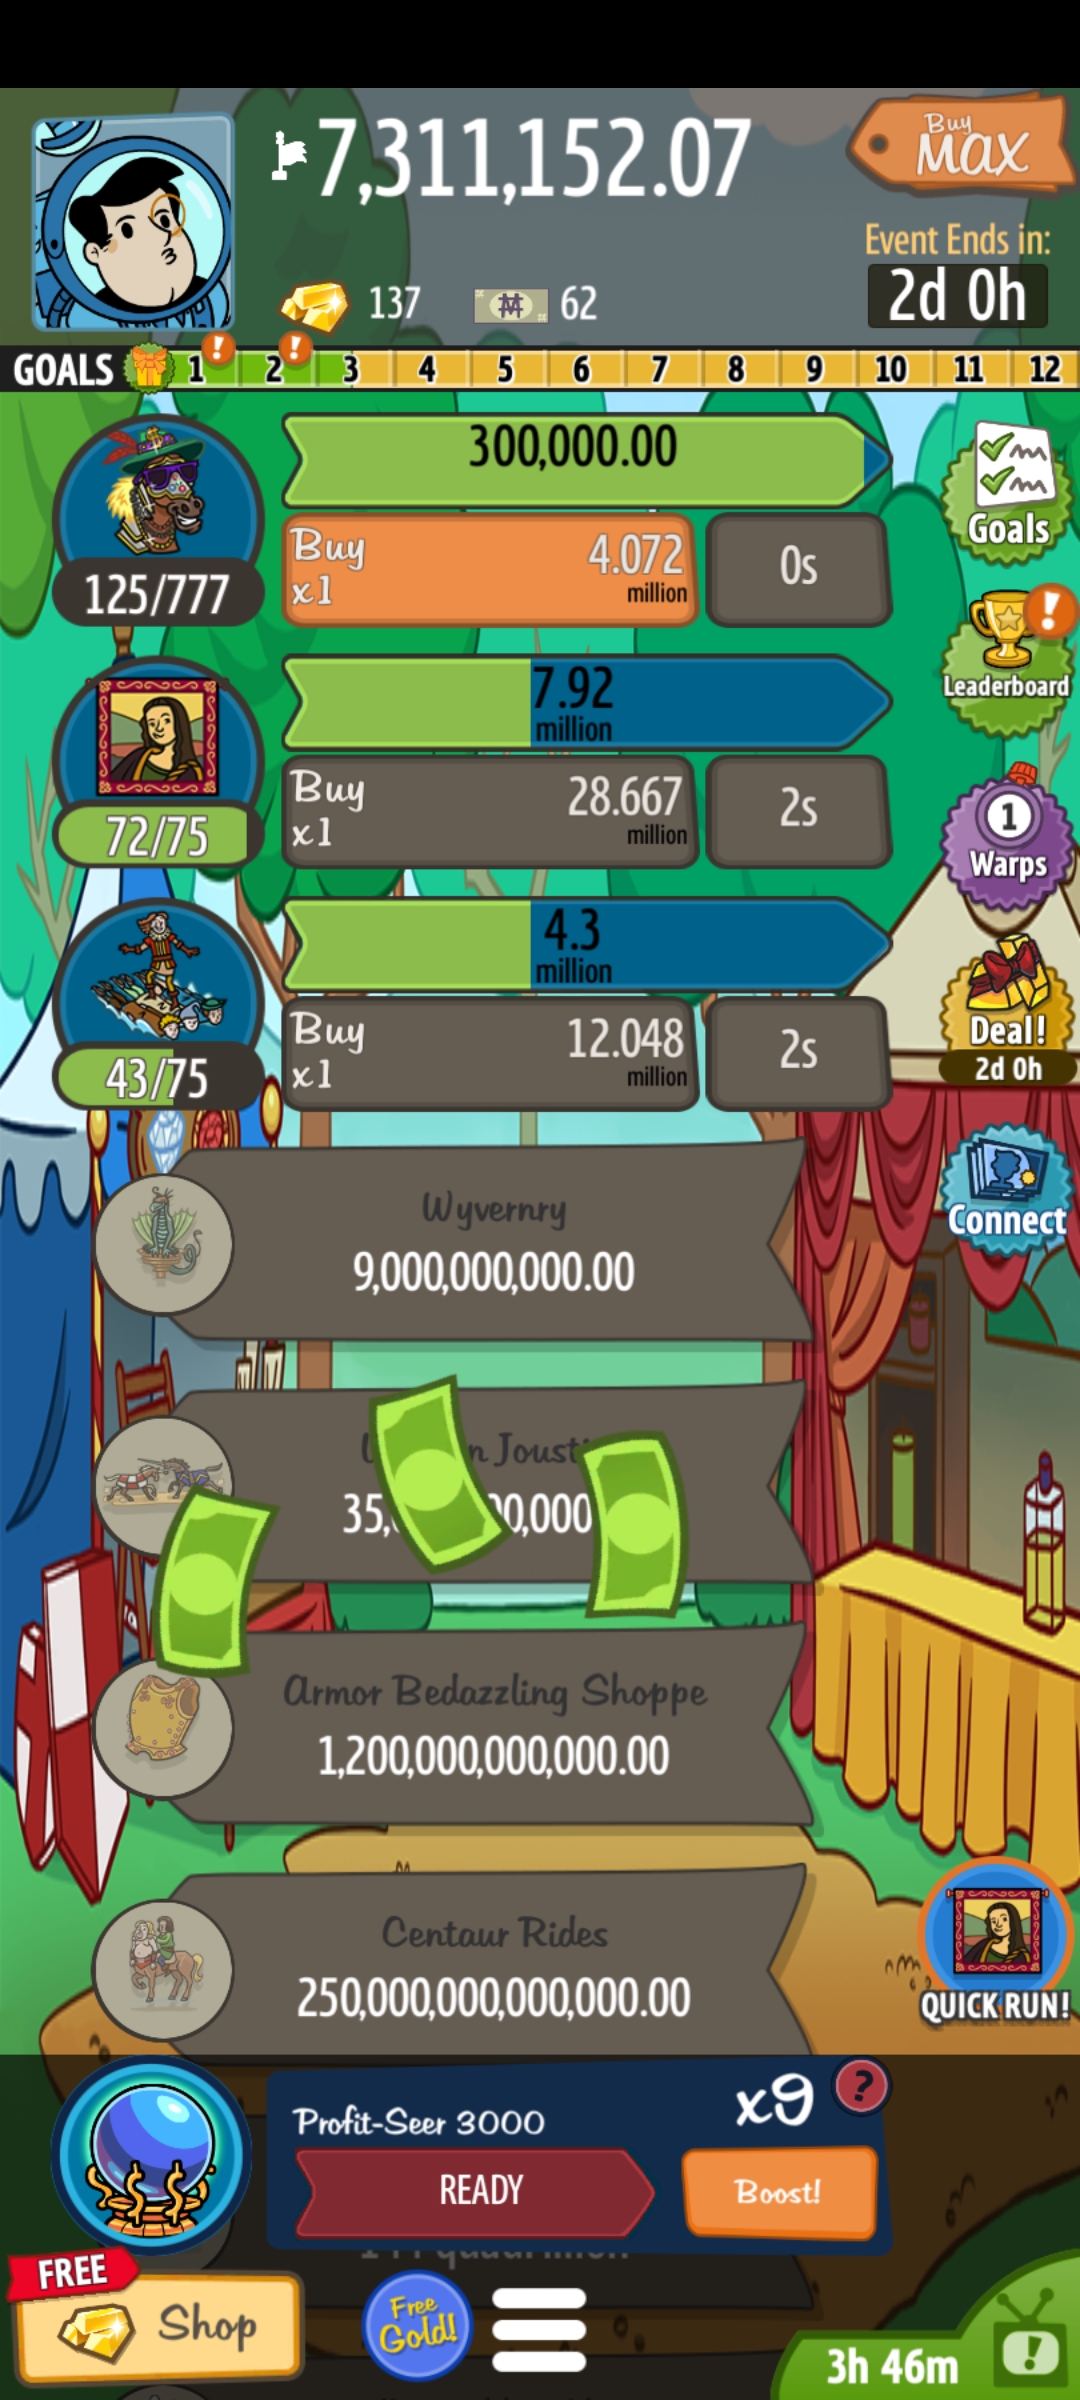 7,311,152.07
Buy
MAX
Event Ends in:
2d 0h
137
62
GOALS 1 ! 2 ! 3 4 5 6 7 8 9 10 11 12
300,000.00
Buy
x1
4.072
million
0s
125/777
Goals
7.92
million
Buy
x1
28.667
million
2s
72/75
!
Leaderboard
1
Warps
4.3
million
Buy
x1
12.048
million
2s
43/75
Deal!
2d 0h
Connect
Wyvernry
9,000,000,000.00
Armor Bedazzling Shoppe
1,200,000,000,000.00
Centaur Rides
250,000,000,000,000.00
QUICK RUN!
Profit-Seer 3000
x9
?
READY
Boost!
FREE
Shop
Free
Gold!
3h 46m
!